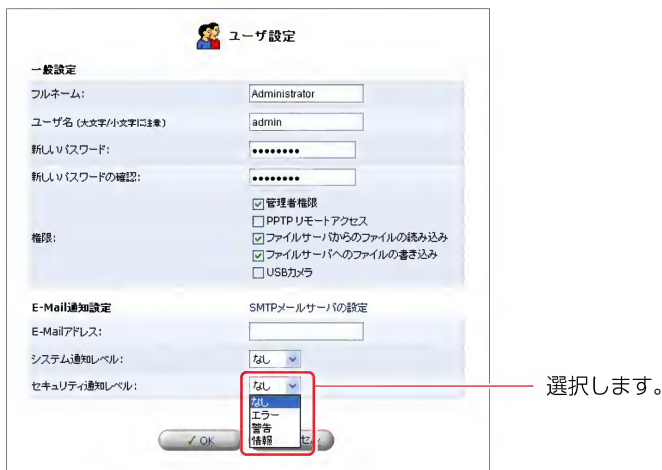 ユーザ設定
一般設定
フルネーム: Administrator
ユーザ名 (大文字/小文字に注意) admin
新しいパスワード: ●●●●●●●●
新しいパスワードの確認: ●●●●●●●●
権限:
管理者権限
PPTP リモートアクセス
ファイルサーバからのファイルの読み込み
ファイルサーバへのファイルの書き込み
USBカメラ
E-Mail通知設定 SMTPメールサーバの設定
E-Mailアドレス:
システム通知レベル: なし
セキュリティ通知レベル: なし
なし
エラー
警告
情報
選択します。
OK
セル